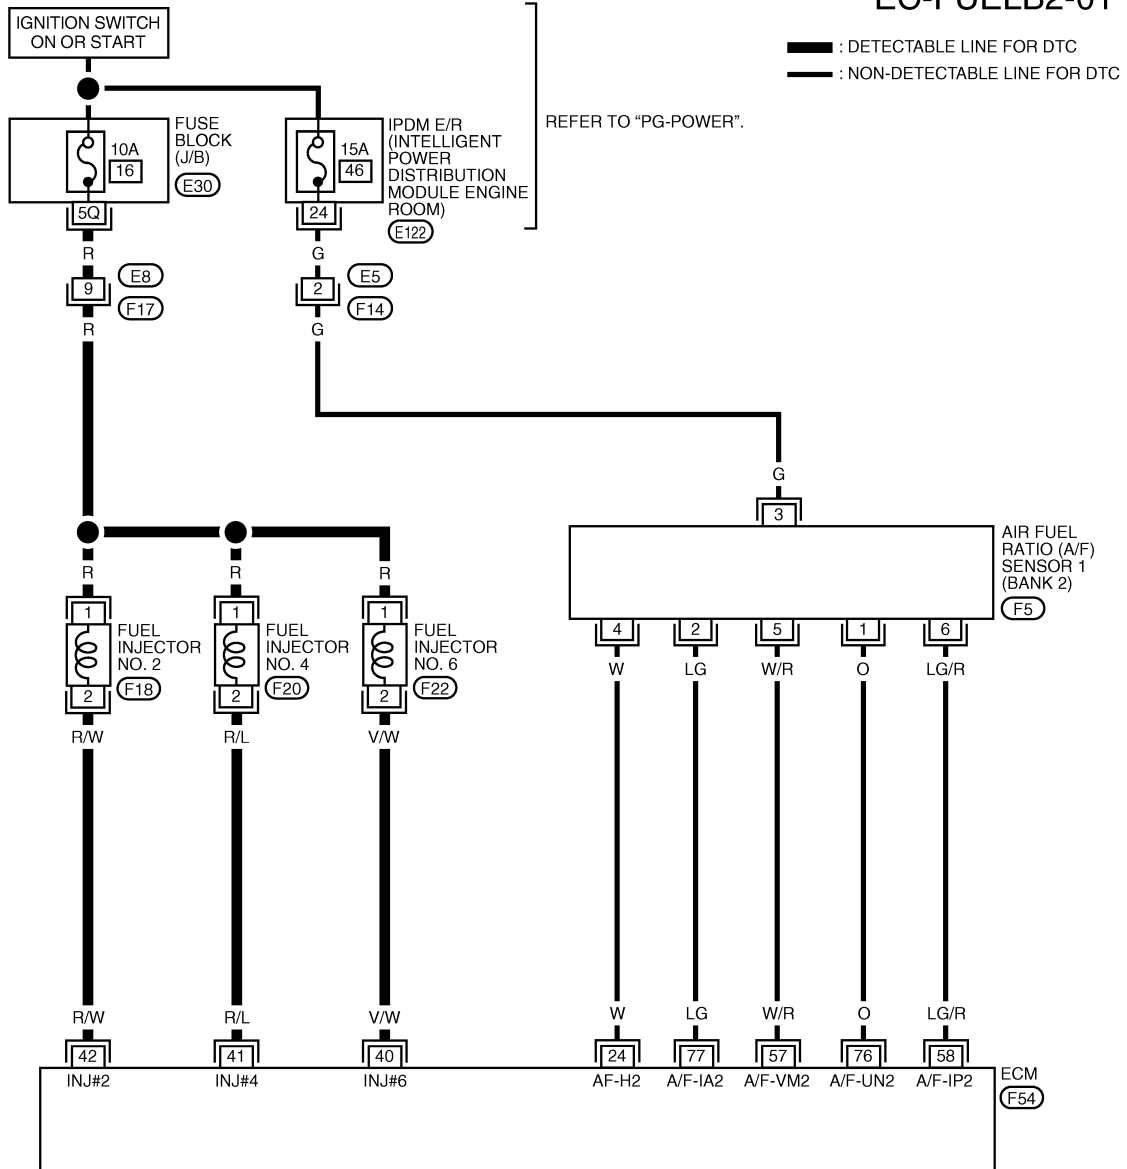 EC-FUELB2-01
IGNITION SWITCH
ON OR START
: DETECTABLE LINE FOR DTC
: NON-DETECTABLE LINE FOR DTC
REFER TO “PG-POWER”.
10A
16
FUSE
BLOCK
(J/B)
E30
15A
46
IPDM E/R
(INTELLIGENT
POWER
DISTRIBUTION
MODULE ENGINE
ROOM)
E122
5Q
24
R
G
9
E8
F17
2
E5
F14
R
G
G
3
AIR FUEL
RATIO (A/F)
SENSOR 1
(BANK 2)
F5
R
R
R
1
1
1
FUEL
INJECTOR
NO. 2
F18
FUEL
INJECTOR
NO. 4
F20
FUEL
INJECTOR
NO. 6
F22
2
2
2
4
2
5
1
6
W
LG
W/R
O
LG/R
R/W
R/L
V/W
R/W
R/L
V/W
W
LG
W/R
O
LG/R
42
41
40
24
77
57
76
58
INJ#2
INJ#4
INJ#6
AF-H2
A/F-IA2
A/F-VM2
A/F-UN2
A/F-IP2
ECM
F54